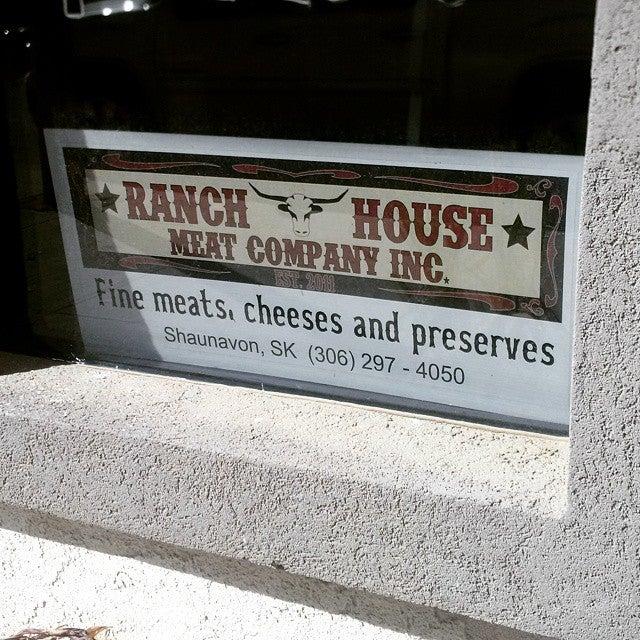 RANCH HOUSE
MEAT COMPANY INC.
EST. 2011
Fine meats, cheeses and preserves
Shaunavon, SK (306) 297 - 4050